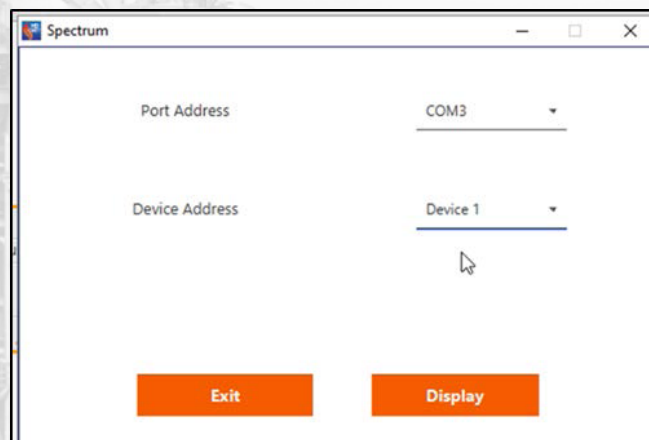 Spectrum
Port Address COM3
Device Address Device 1
Exit Display